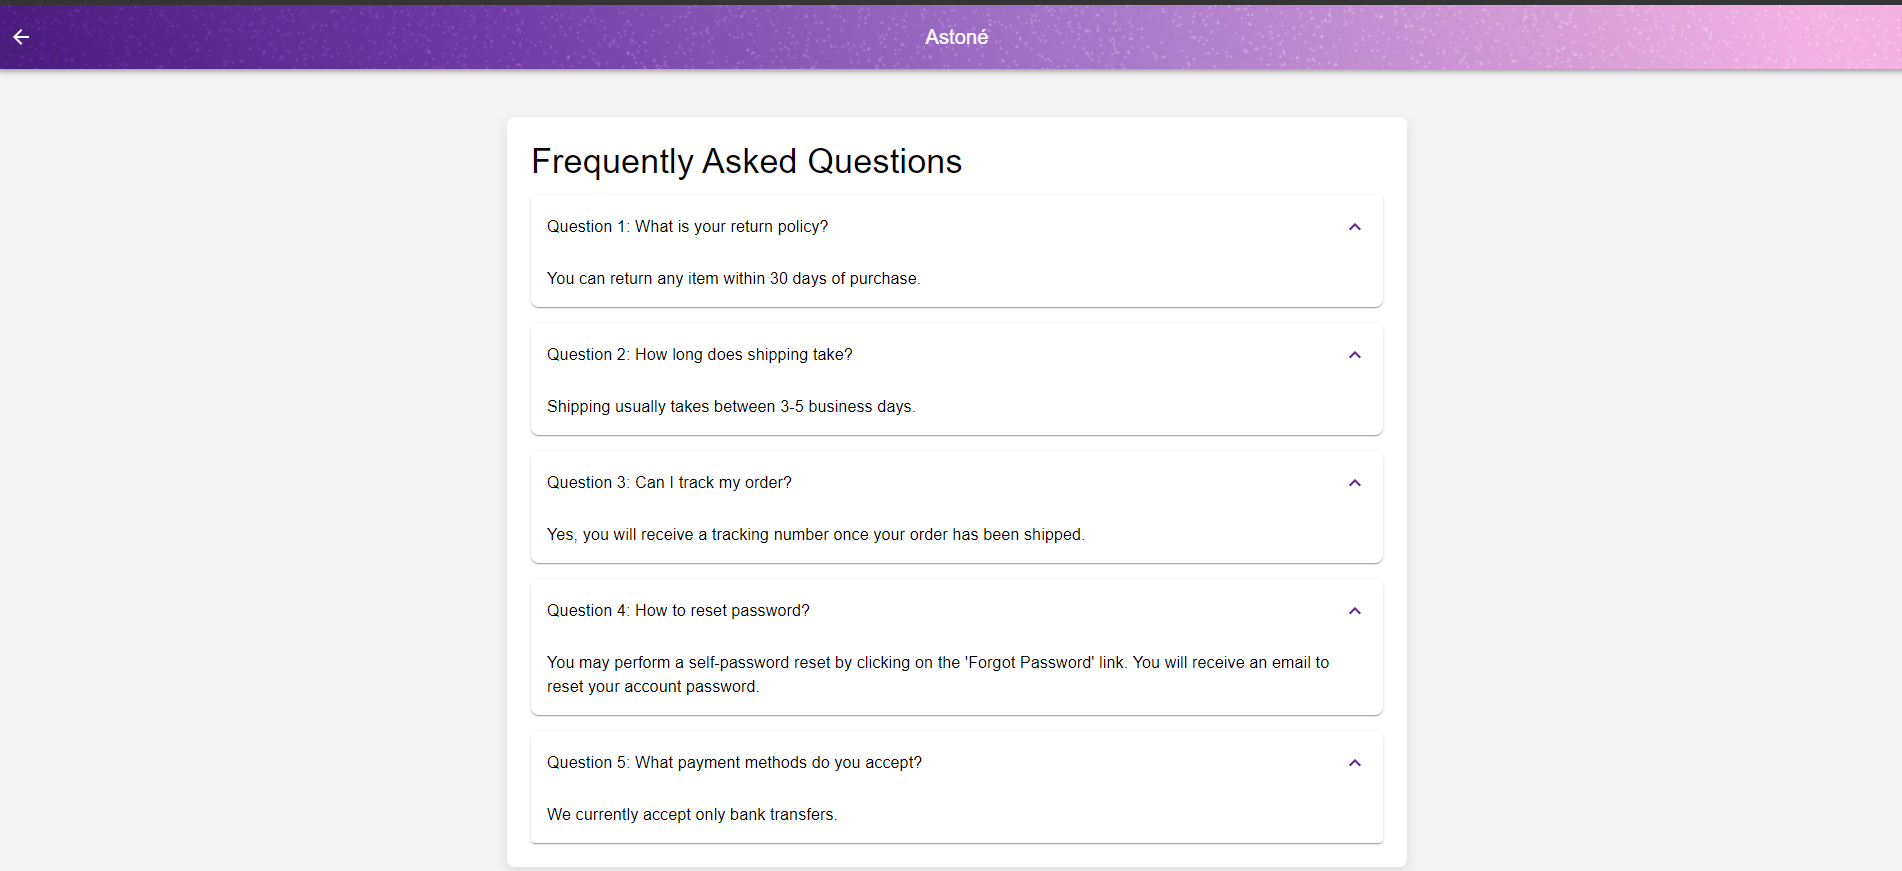 Astoné
Frequently Asked Questions
Question 1: What is your return policy?
You can return any item within 30 days of purchase.
Question 2: How long does shipping take?
Shipping usually takes between 3-5 business days.
Question 3: Can I track my order?
Yes, you will receive a tracking number once your order has been shipped.
Question 4: How to reset password?
You may perform a self-password reset by clicking on the 'Forgot Password' link. You will receive an email to
reset your account password.
Question 5: What payment methods do you accept?
We currently accept only bank transfers.